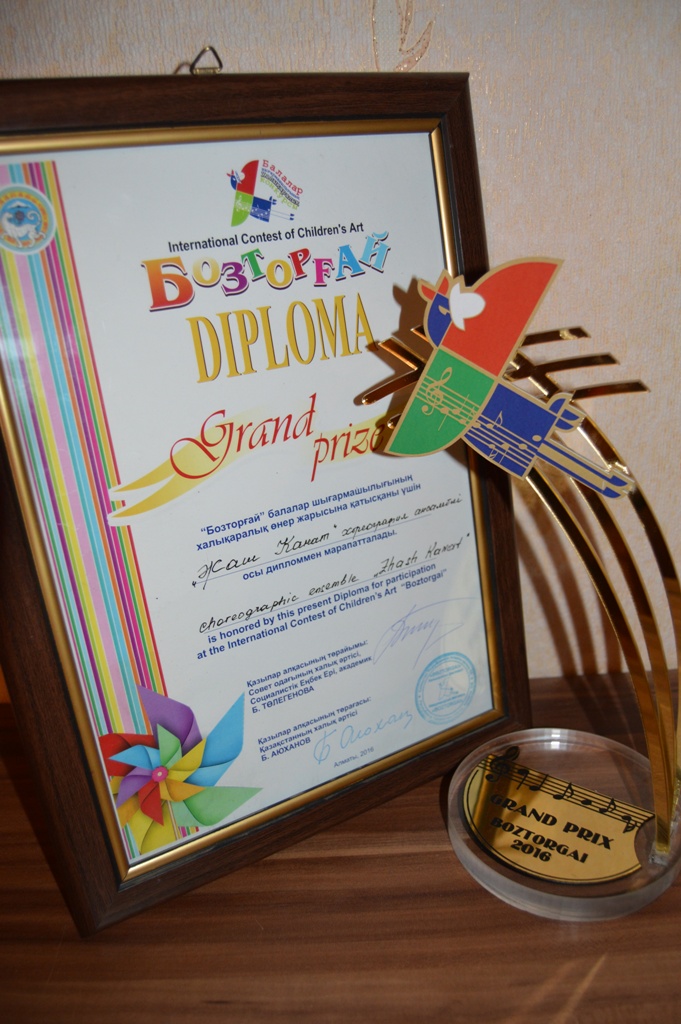 Балалар
International Contest of Children's Art
БОЗТОРҒАЙ
DIPLOMA
Grand
prize
"Бозторғай" балалар шығармашылығының
халықаралық өнер жарысына қатысқаны үшін
"Жаш Канат" хореография ансамблі
осы дипломмен марапатталады.
choreographic ensemble "Zhash Kanat"
is honored by this present Diploma for participation
at the International Contest of Children's Art "Boztorgai"
Қазылар алқасының төрайымы:
Совет одағының халық әртісі,
Социалистік Еңбек Ері, академик
Б. ТӨЛЕГЕНОВА
Қазылар алқасының төрағасы:
Қазақстанның халық әртісі
Б. АЮХАНОВ
Алматы, 2016
GRAND PRIX
BOZTORGAI
2016